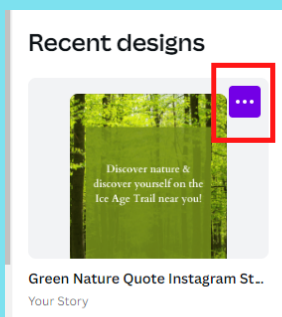 Recent designs
Discover nature &
discover yourself on the
Ice Age Trail near you!
Green Nature Quote Instagram St...
Your Story